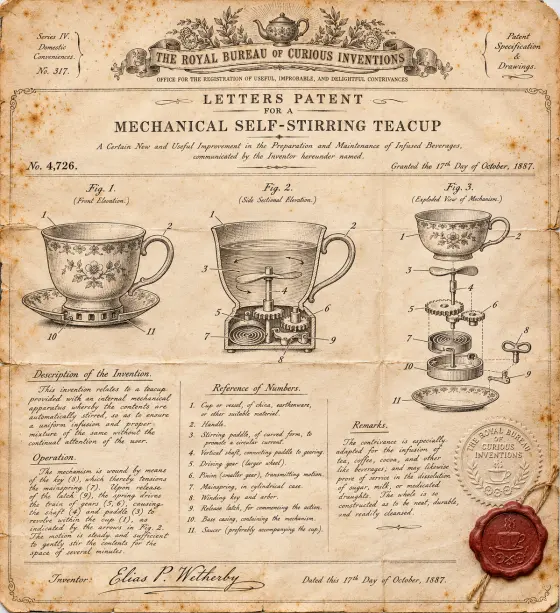 Series IV.
Domestic
Conveniences.
No. 317.
THE ROYAL BUREAU OF CURIOUS INVENTIONS
OFFICE FOR THE REGISTRATION OF USEFUL, IMPROBABLE, AND DELIGHTFUL CONTRIVANCES
Patent
Specification
&
Drawings.
LETTERS PATENT
FOR A
MECHANICAL SELF-STIRRING TEACUP
A Certain New and Useful Improvement in the Preparation and Maintenance of Infused Beverages,
communicated by the Inventor hereunder named.
No. 4,726.
Granted the 17th Day of October, 1887.
Fig. 1.
(Front Elevation.)
1
2
10
11
Fig. 2.
(Side Sectional Elevation.)
1
2
3
4
5
6
7
8
9
Fig. 3.
(Exploded View of Mechanism.)
1
2
3
4
5
6
7
8
10
9
11
Description of the Invention.
This invention relates to a teacup
provided with an internal mechanical
apparatus whereby the contents are
automatically stirred, so as to ensure
a uniform infusion and proper
mixture of the same without the
continual attention of the user.
Operation.
The mechanism is wound by means
of the key (8), which thereby tensions
the mainspring (7). Upon release
of the latch (9), the spring drives
the train of gears (5, 6), causing
the shaft (4) and paddle (3) to
revolve within the cup (1), as
indicated by the arrows in Fig. 2.
The motion is steady and sufficient
to gently stir the contents for the
space of several minutes.
Reference of Numbers.
1. Cup or vessel, of china, earthenware,
or other suitable material.
2. Handle.
3. Stirring paddle, of curved form, to
promote a circular current.
4. Vertical shaft, connecting paddle to gearing.
5. Driving gear (larger wheel).
6. Pinion (smaller gear), transmitting motion.
7. Mainspring, in cylindrical case.
8. Winding key and arbor.
9. Release latch, for commencing the action.
10. Base casing, containing the mechanism.
11. Saucer (preferably accompanying the cup).
Remarks.
The contrivance is especially
adapted for the infusion of
tea, coffee, cocoa, and other
like beverages, and may likewise
prove of service in the dissolution
of sugar, milk, or medicated
draughts. The whole is so
constructed as to be neat, durable,
and readily cleansed.
THE ROYAL BUREAU
OF
CURIOUS
INVENTIONS
Inventor:
Elias P. Wetherby
Dated this 17th Day of October, 1887.